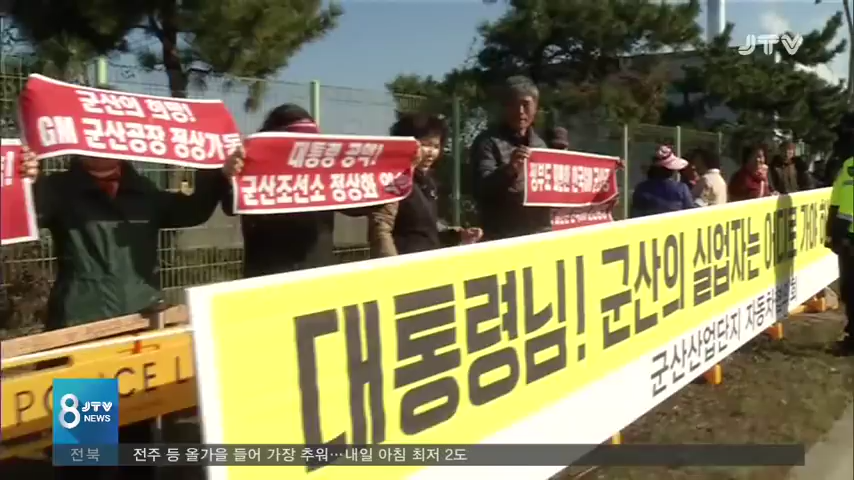 JTV
군산의 희망!
GM 군산공장 정상가동
대통령 공약!
군산조선소 정상화
대통령님! 군산의 실업자는 어디로 가야
군산산업단지 자동차
POLICE L
8 JTV
NEWS
전북 전주 등 올가을 들어 가장 추워…내일 아침 최저 2도